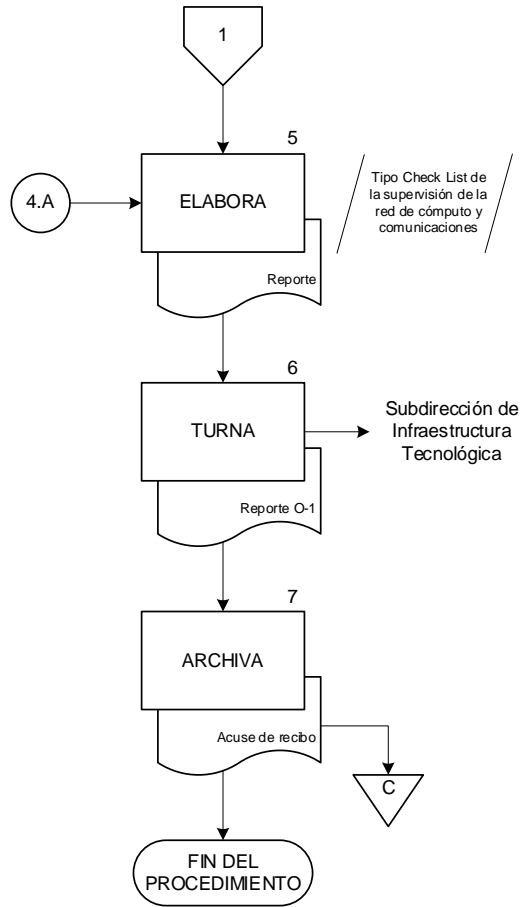 1
5
4.A
ELABORA
Tipo Check List de
la supervisión de la
red de cómputo y
comunicaciones
Reporte
6
TURNA
Subdirección de
Infraestructura
Tecnológica
Reporte O-1
7
ARCHIVA
Acuse de recibo
C
FIN DEL
PROCEDIMIENTO